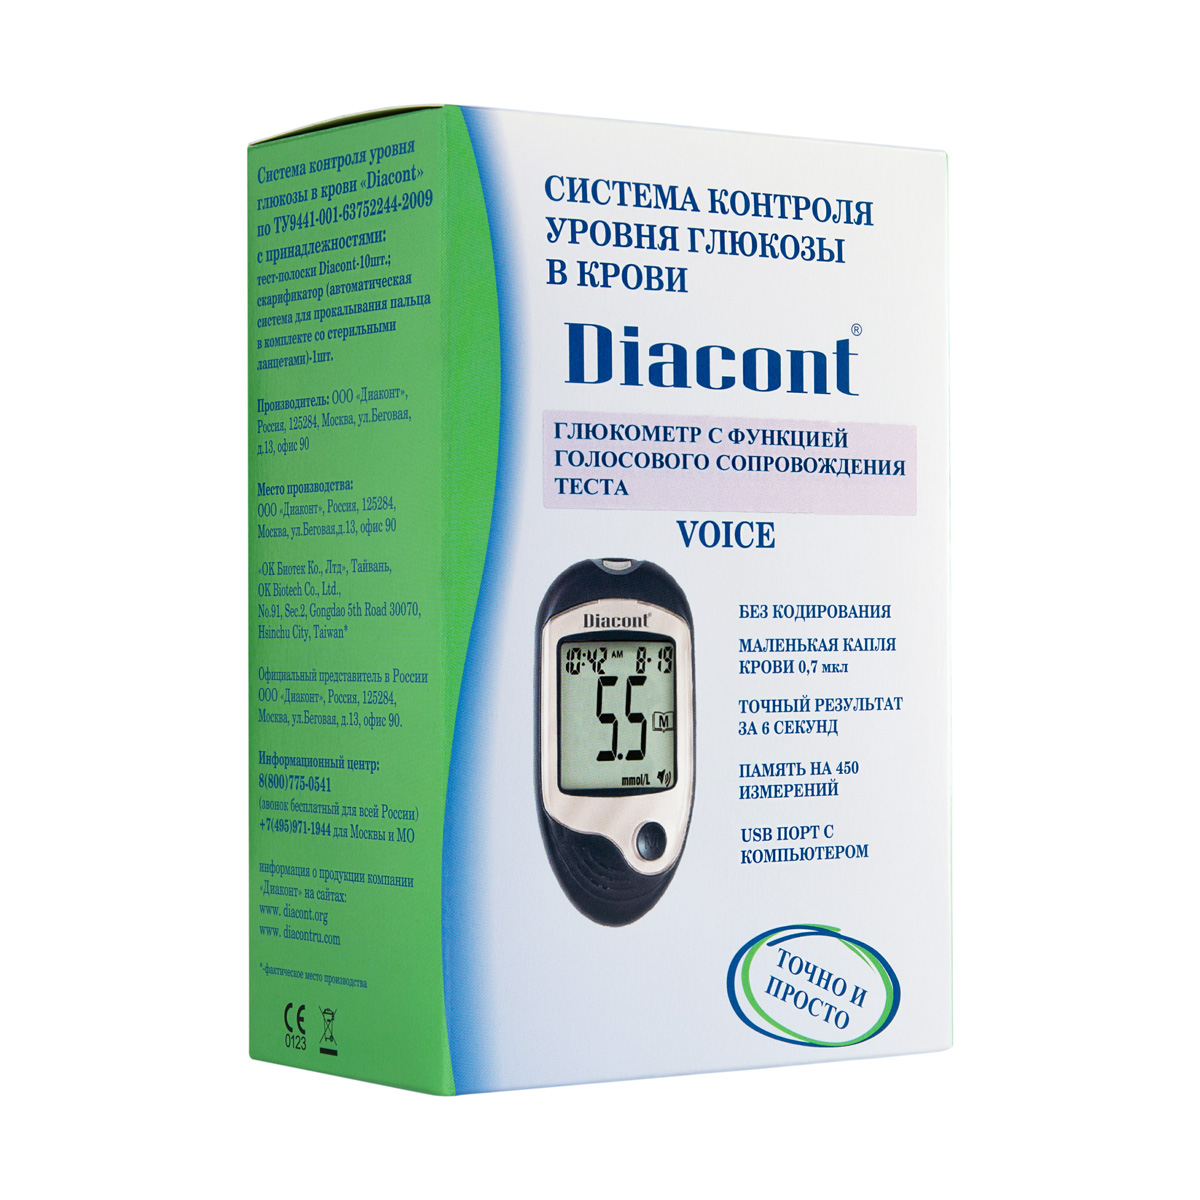 Система контроля уровня
глюкозы в крови «Diacont»
по ТУ9441-001-63752244-2009
с принадлежностями:
тест-полоски Diacont-10шт.;
скарификатор (автоматическая
система для прокалывания пальца
в комплекте со стерильными
ланцетами)-1шт.
Производитель: ООО «Диаконт»,
Россия, 125284, Москва, ул.Беговая,
д.13, офис 90
Место производства:
ООО «Диаконт», Россия, 125284,
Москва, ул.Беговая,д.13, офис 90
«ОК Биотек Ко., Лтд», Тайвань,
OK Biotech Co., Ltd.,
No.91, Sec.2, Gongdao 5th Road 30070,
Hsinchu City, Taiwan*
Официальный представитель в России
ООО «Диаконт», Россия, 125284,
Москва, ул.Беговая, д.13, офис 90.
Информационный центр:
8(800)775-0541
(звонок бесплатный для всей России)
+7(495)971-1944 для Москвы и МО
информация о продукции компании
«Диаконт» на сайтах:
www. diacont.org
www. diacontru.com
*-фактическое место производства
CE
0123
СИСТЕМА КОНТРОЛЯ
УРОВНЯ ГЛЮКОЗЫ
В КРОВИ
Diacont®
ГЛЮКОМЕТР С ФУНКЦИЕЙ
ГОЛОСОВОГО СОПРОВОЖДЕНИЯ
ТЕСТА
VOICE
Diacont®
10:42 AM 8-19
5.5
M
mmol/L
M
БЕЗ КОДИРОВАНИЯ
МАЛЕНЬКАЯ КАПЛЯ
КРОВИ 0,7 мкл
ТОЧНЫЙ РЕЗУЛЬТАТ
ЗА 6 СЕКУНД
ПАМЯТЬ НА 450
ИЗМЕРЕНИЙ
USB ПОРТ С
КОМПЬЮТЕРОМ
ТОЧНО И
ПРОСТО